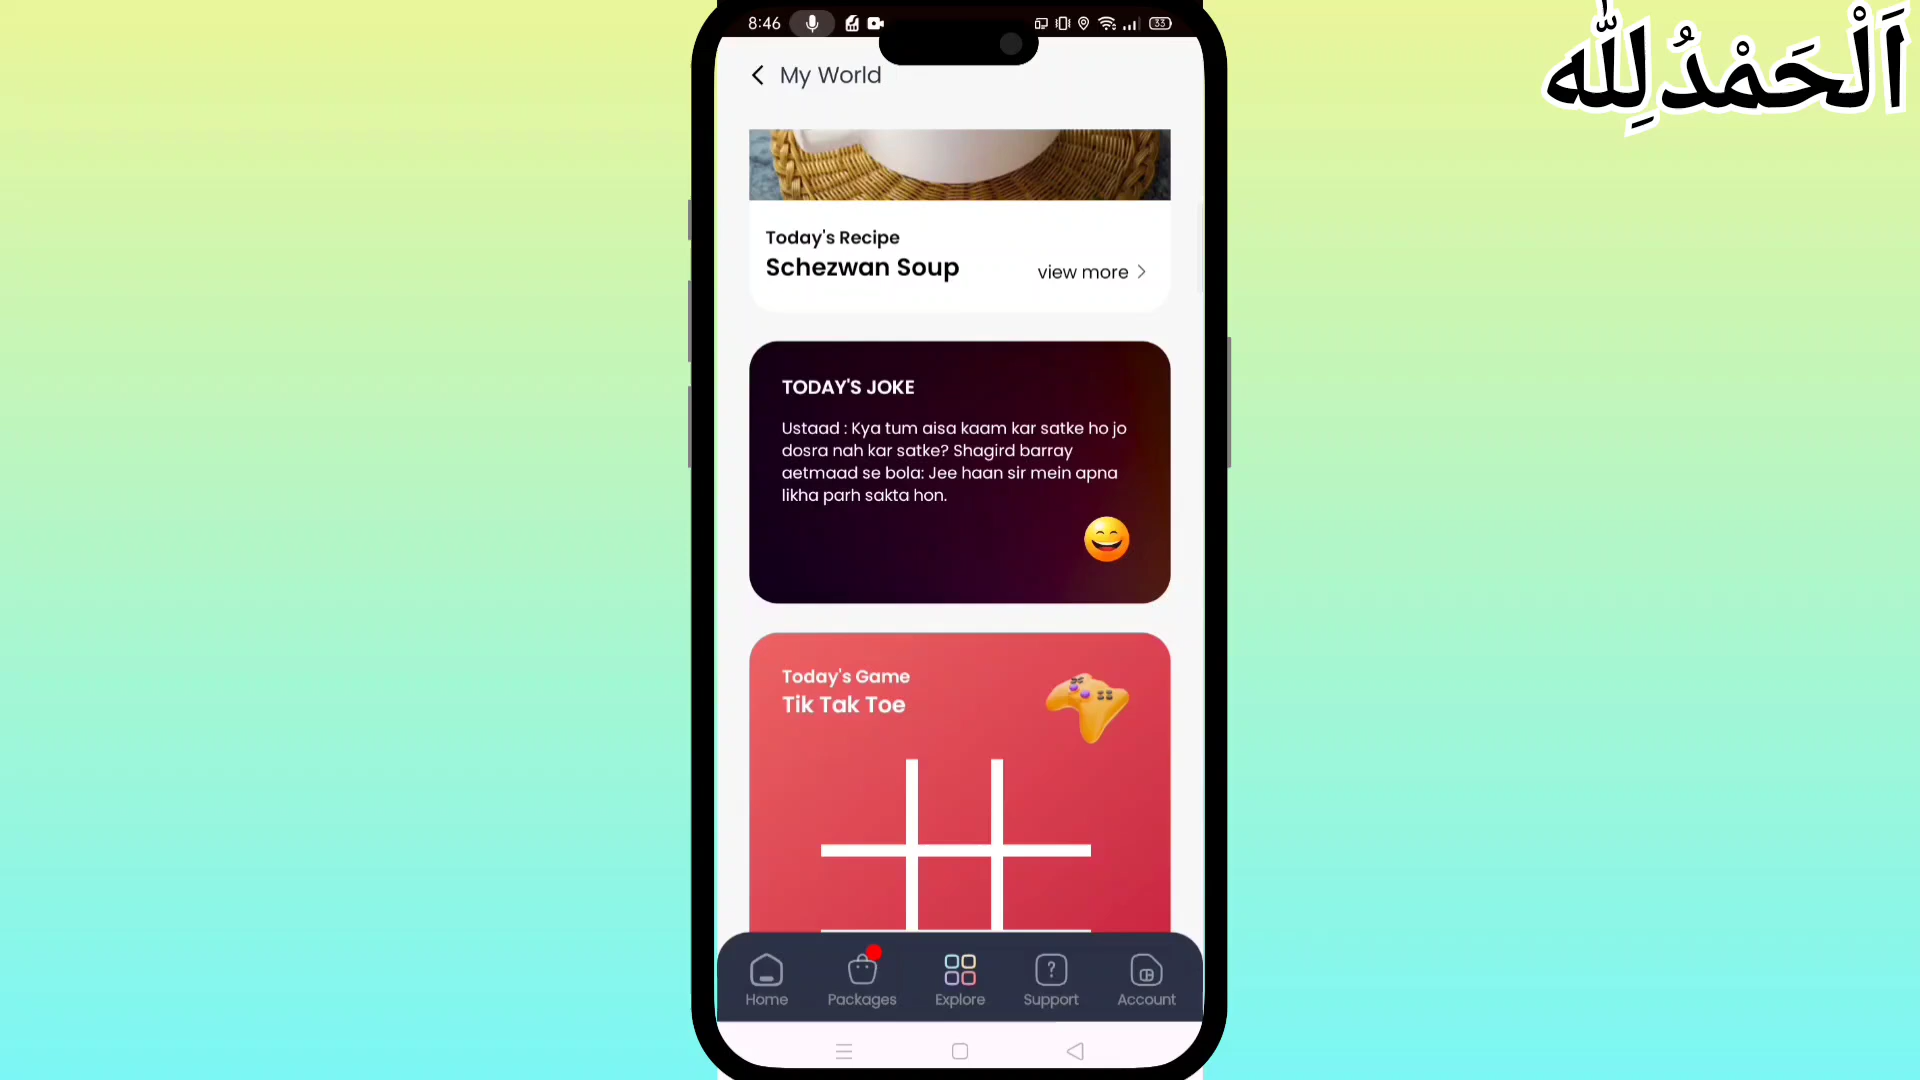 8:46
33
اَلْحَمْدُلِلّٰه
My World
Today's Recipe
Schezwan Soup
view more
TODAY'S JOKE
Ustaad : Kya tum aisa kaam kar satke ho jo
dosra nah kar satke? Shagird barray
aetmaad se bola: Jee haan sir mein apna
likha parh sakta hon.
Today's Game
Tik Tak Toe
Home
Packages
Explore
Support
Account